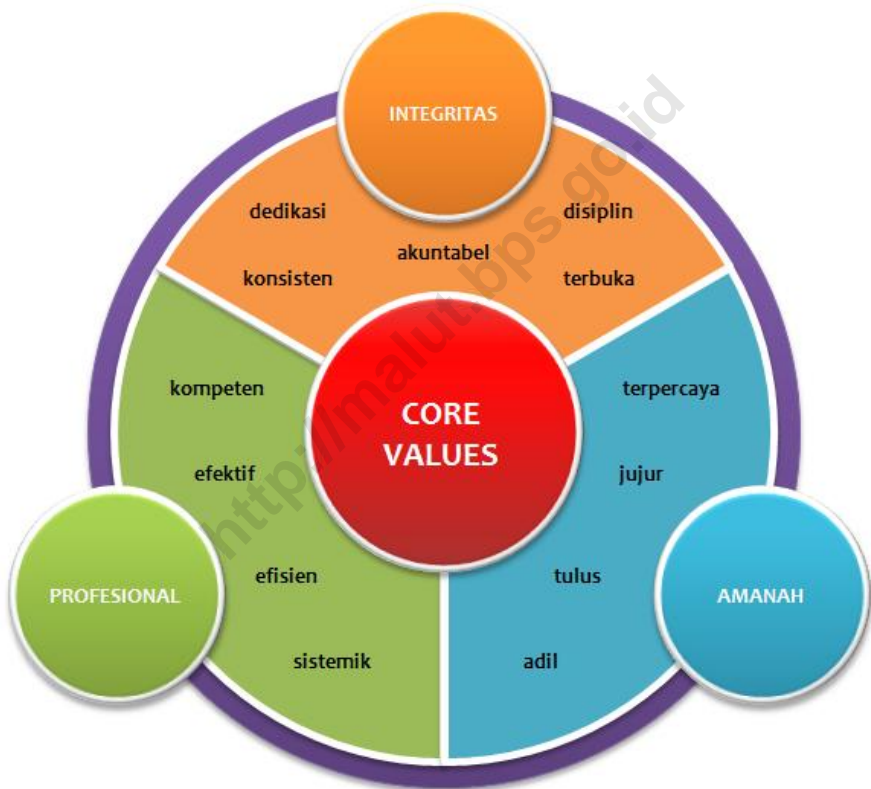 INTEGRITAS
dedikasi
disiplin
akuntabel
konsisten
terbuka
kompeten
terpercaya
CORE
VALUES
efektif
jujur
efisien
tulus
PROFESIONAL
AMANAH
sistemik
adil
http://malut.bps.go.id